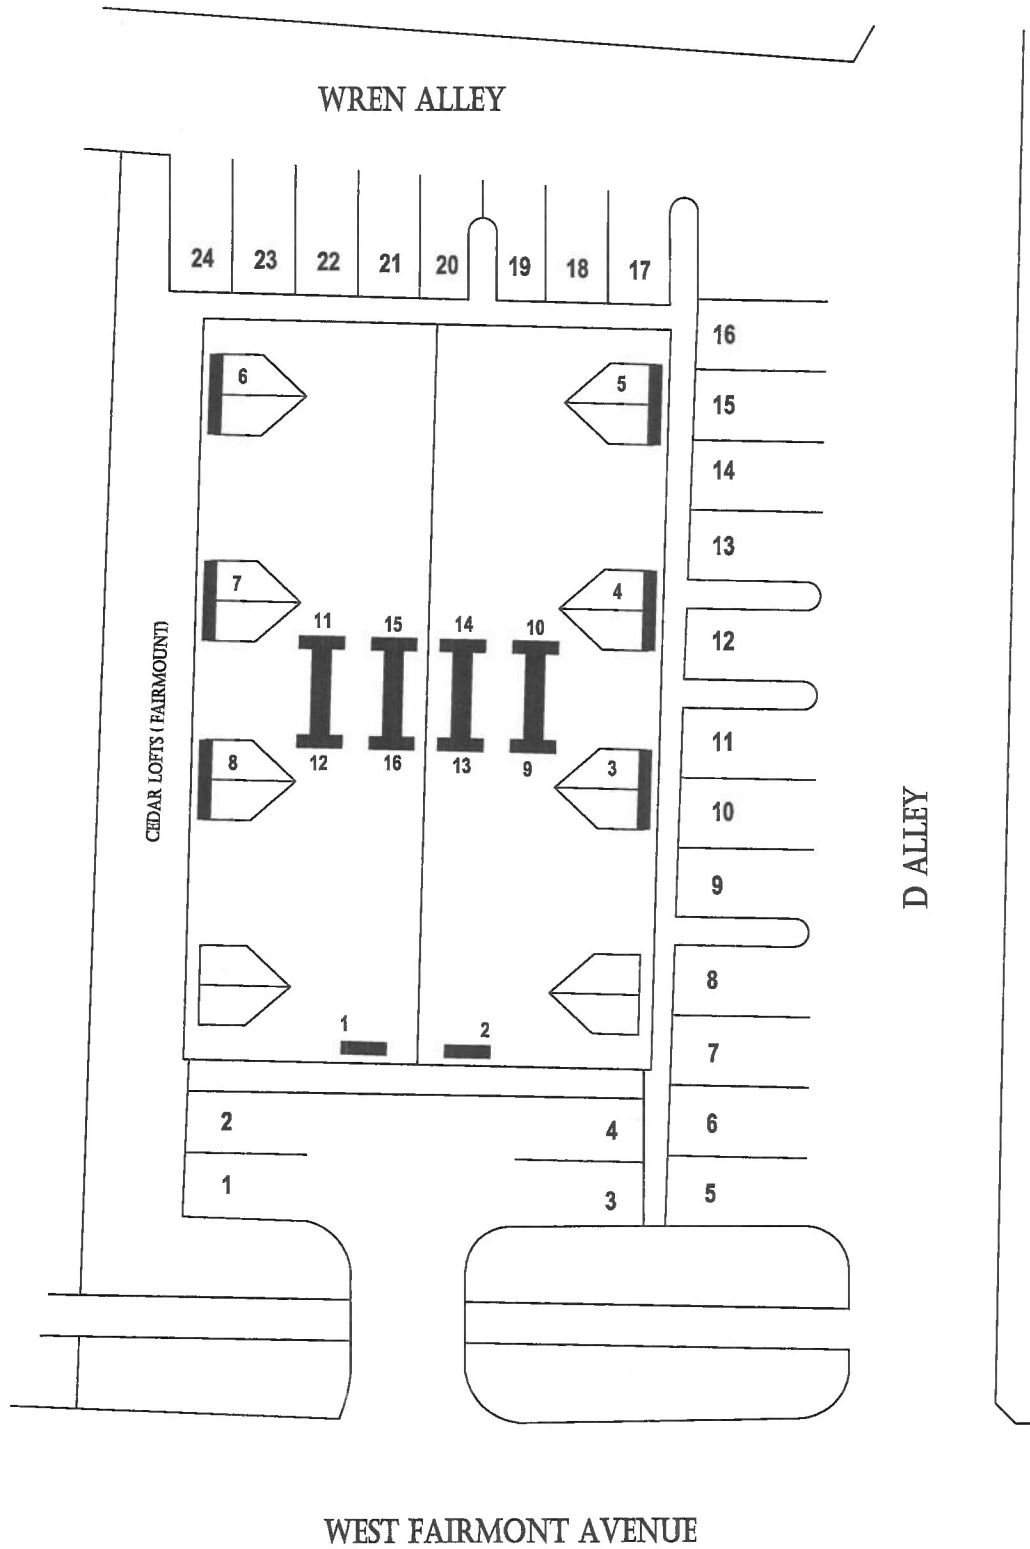 WREN ALLEY
24 23 22 21 20 19 18 17
16
6 5
15
14
13
7 4
11 15 14 10
12
CEDAR LOFTS ( FAIRMOUNT)
11
12 16 13 9
8 3
10
D ALLEY
9
8
1 2
7
2 4 6
1 3 5
WEST FAIRMONT AVENUE